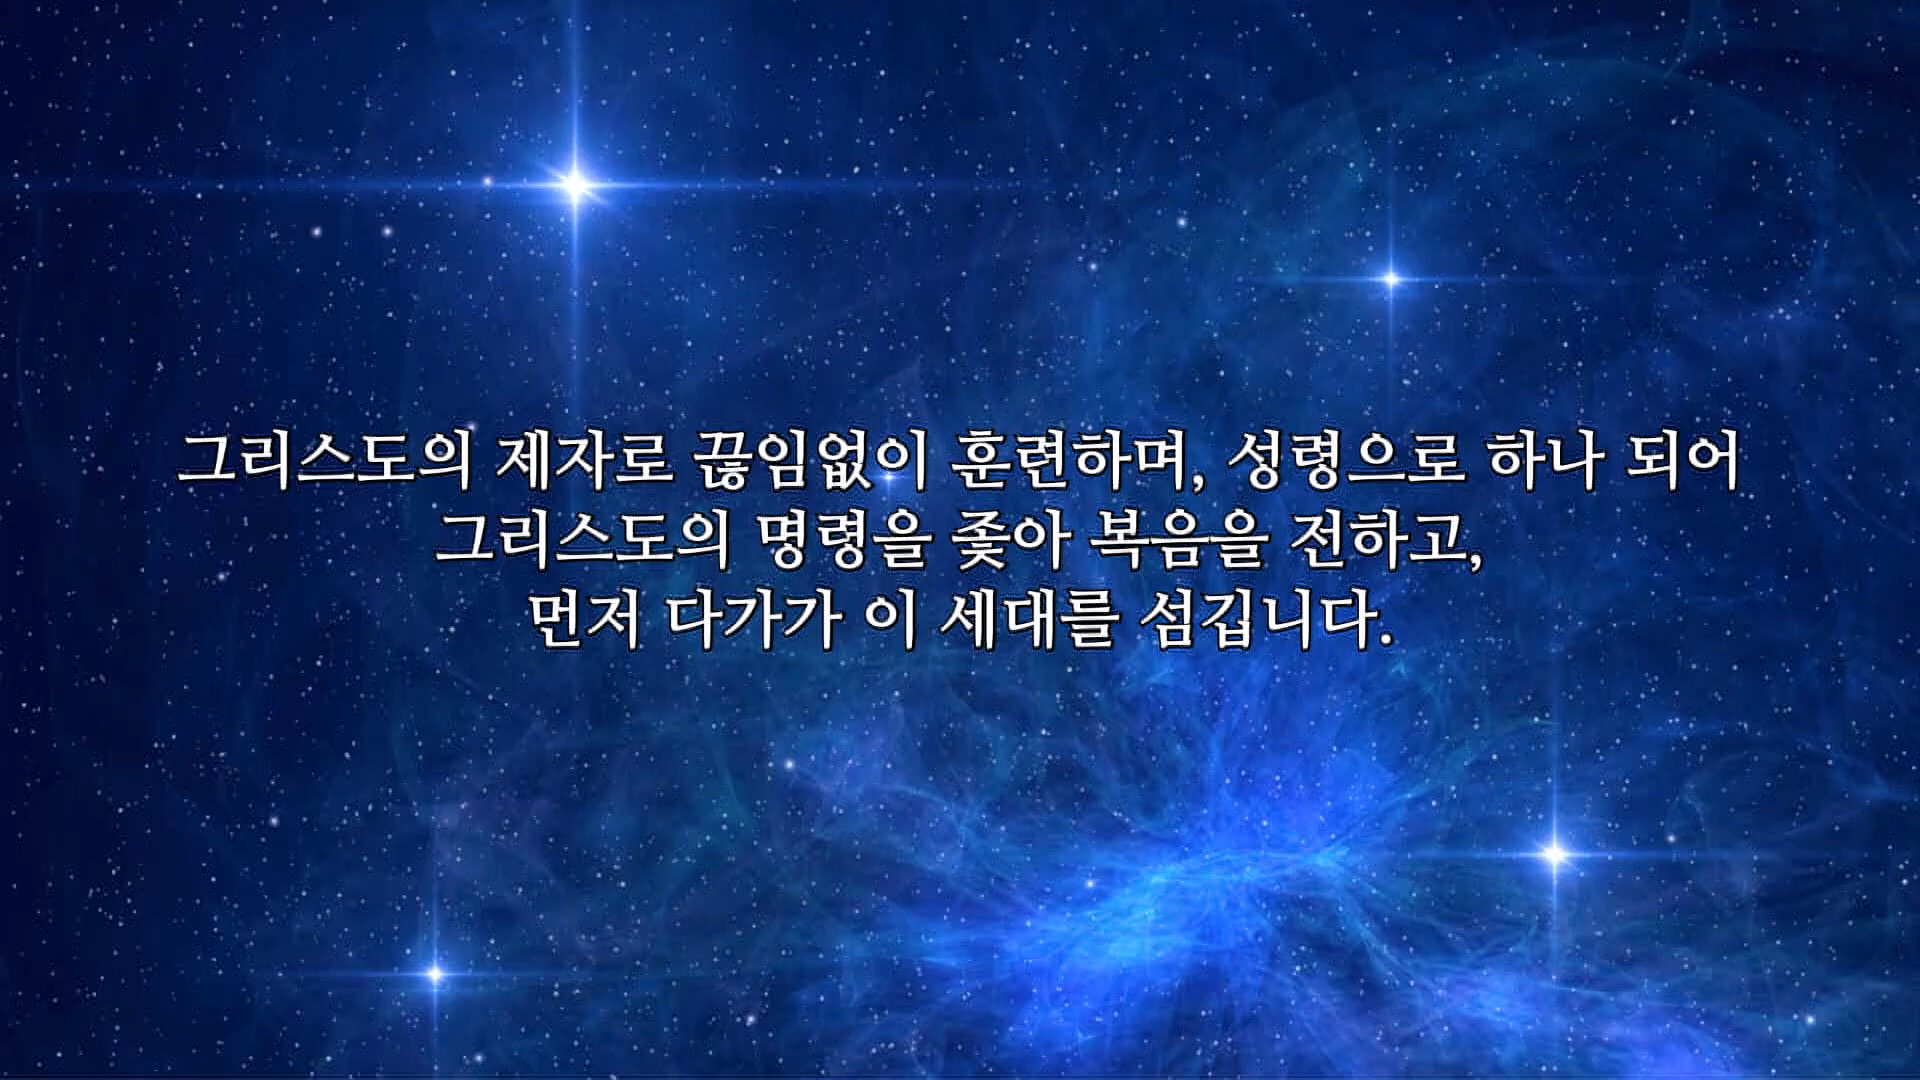 그리스도의 제자로 끊임없이 훈련하며, 성령으로 하나 되어
그리스도의 명령을 좇아 복음을 전하고,
먼저 다가가 이 세대를 섬깁니다.